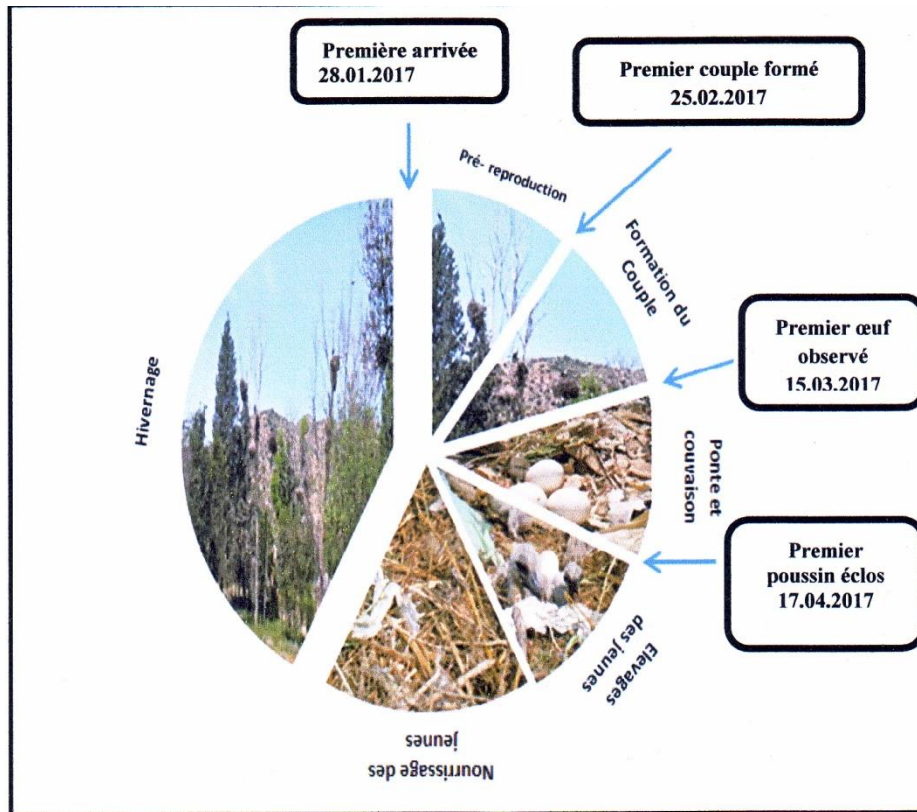 Première arrivée
28.01.2017
Premier couple formé
25.02.2017
Pré- reproduction
Formation du
Couple
Premier œuf
observé
15.03.2017
Hivernage
Ponte et
couvaison
Premier
poussin éclos
17.04.2017
Elevages
des jeunes
Nourrissage des
jeunes